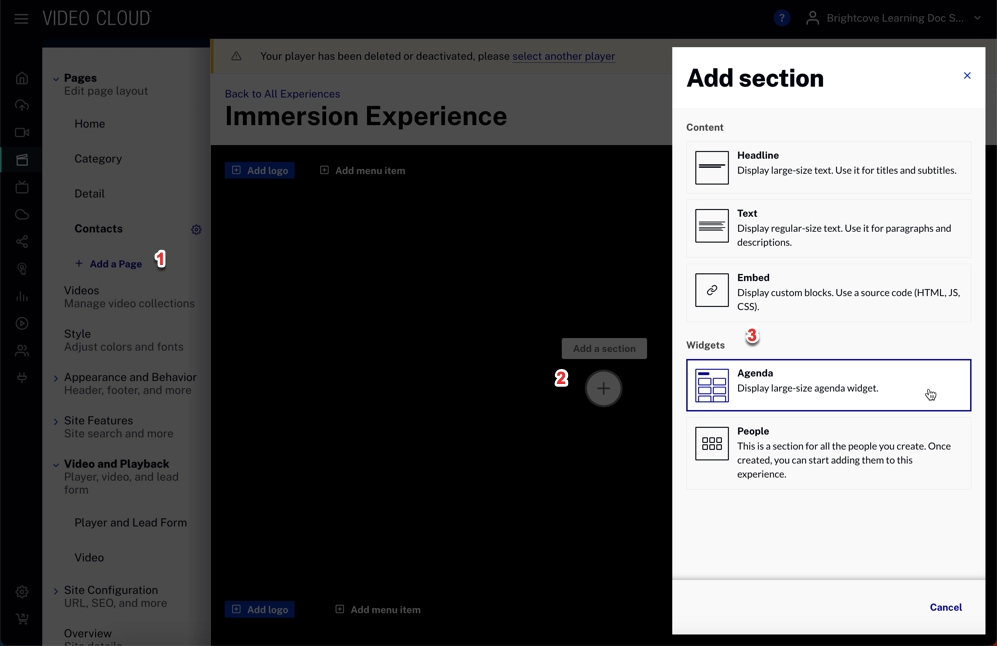 VIDEO CLOUD
?
Brightcove Learning Doc S...
Pages
Edit page layout
Home
Category
Detail
Contacts
+ Add a Page
1
Videos
Manage video collections
Style
Adjust colors and fonts
Appearance and Behavior
Header, footer, and more
Site Features
Site search and more
Video and Playback
Player, video, and lead
form
Player and Lead Form
Video
Site Configuration
URL, SEO, and more
Overview
Site details
Your player has been deleted or deactivated, please select another player
Back to All Experiences
Immersion Experience
Add logo
Add menu item
Add a section
2
Add logo
Add menu item
Add section
Content
Headline
Display large-size text. Use it for titles and subtitles.
Text
Display regular-size text. Use it for paragraphs and
descriptions.
Embed
Display custom blocks. Use a source code (HTML, JS,
CSS).
3
Widgets
Agenda
Display large-size agenda widget.
People
This is a section for all the people you create. Once
created, you can start adding them to this
experience.
Cancel